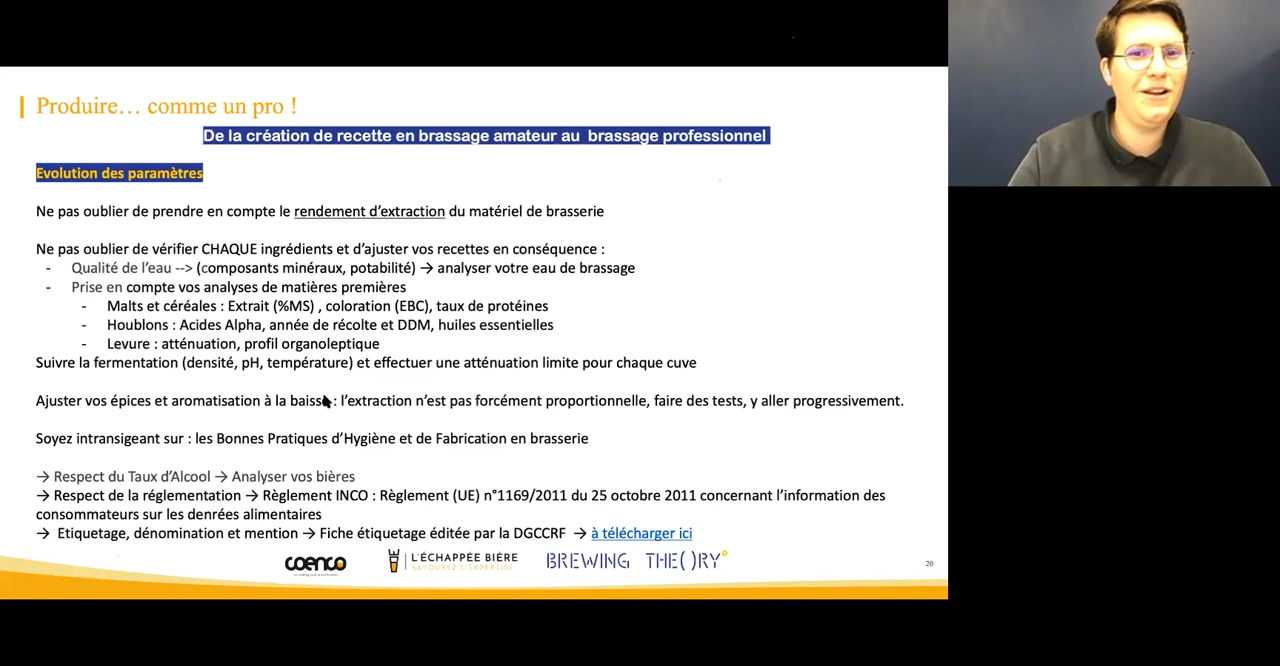 Produire… comme un pro !
De la création de recette en brassage amateur au brassage professionnel
Evolution des paramètres
Ne pas oublier de prendre en compte le rendement d’extraction du matériel de brasserie
Ne pas oublier de vérifier CHAQUE ingrédients et d’ajuster vos recettes en conséquence :
- Qualité de l’eau --> (composants minéraux, potabilité) → analyser votre eau de brassage
- Prise en compte vos analyses de matières premières
- Malts et céréales : Extrait (%MS) , coloration (EBC), taux de protéines
- Houblons : Acides Alpha, année de récolte et DDM, huiles essentielles
- Levure : atténuation, profil organoleptique
Suivre la fermentation (densité, pH, température) et effectuer une atténuation limite pour chaque cuve
Ajuster vos épices et aromatisation à la baisse : l’extraction n’est pas forcément proportionnelle, faire des tests, y aller progressivement.
Soyez intransigeant sur : les Bonnes Pratiques d’Hygiène et de Fabrication en brasserie
→ Respect du Taux d’Alcool → Analyser vos bières
→ Respect de la réglementation → Règlement INCO : Règlement (UE) n°1169/2011 du 25 octobre 2011 concernant l’information des
consommateurs sur les denrées alimentaires
→ Etiquetage, dénomination et mention → Fiche étiquetage éditée par la DGCCRF → à télécharger ici
coenco
L'ÉCHAPPÉE BIÈRE
SAVOUREZ L'EXPERTISE
BREWING THE()RY°
20